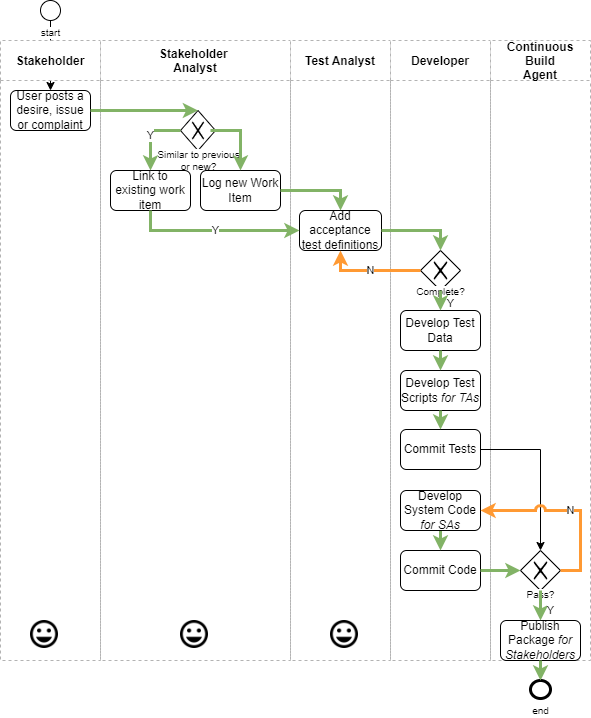 start
Stakeholder
Stakeholder
Analyst
Test Analyst
Developer
Continuous
Build
Agent
User posts a
desire, issue
or complaint
Y
Similar to previous
or new?
Link to
existing work
item
Log new Work
Item
Y
Add
acceptance
test definitions
N
Complete?
Y
Develop Test
Data
Develop Test
Scripts for TAs
Commit Tests
Develop
System Code
for SAs
N
Commit Code
Pass?
Y
Publish
Package for
Stakeholders
end